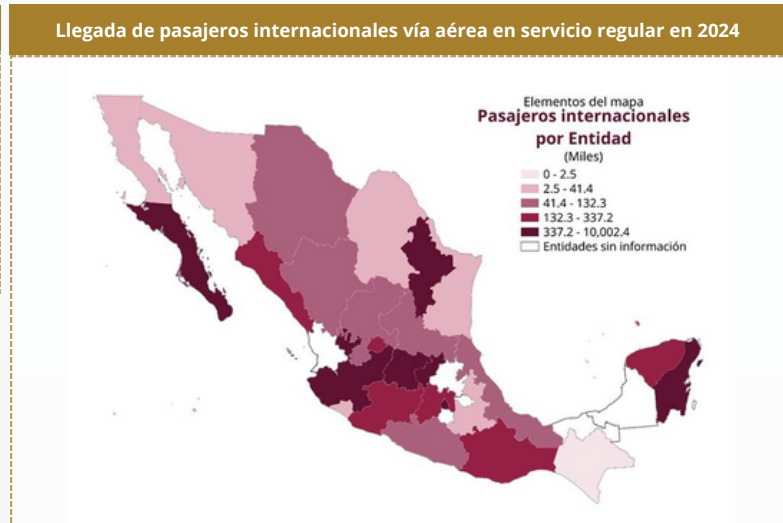 Llegada de pasajeros internacionales vía aérea en servicio regular en 2024
Elementos del mapa
Pasajeros internacionales
por Entidad
(Miles)
0 - 2.5
2.5 - 41.4
41.4 - 132.3
132.3 - 337.2
337.2 - 10,002.4
Entidades sin información